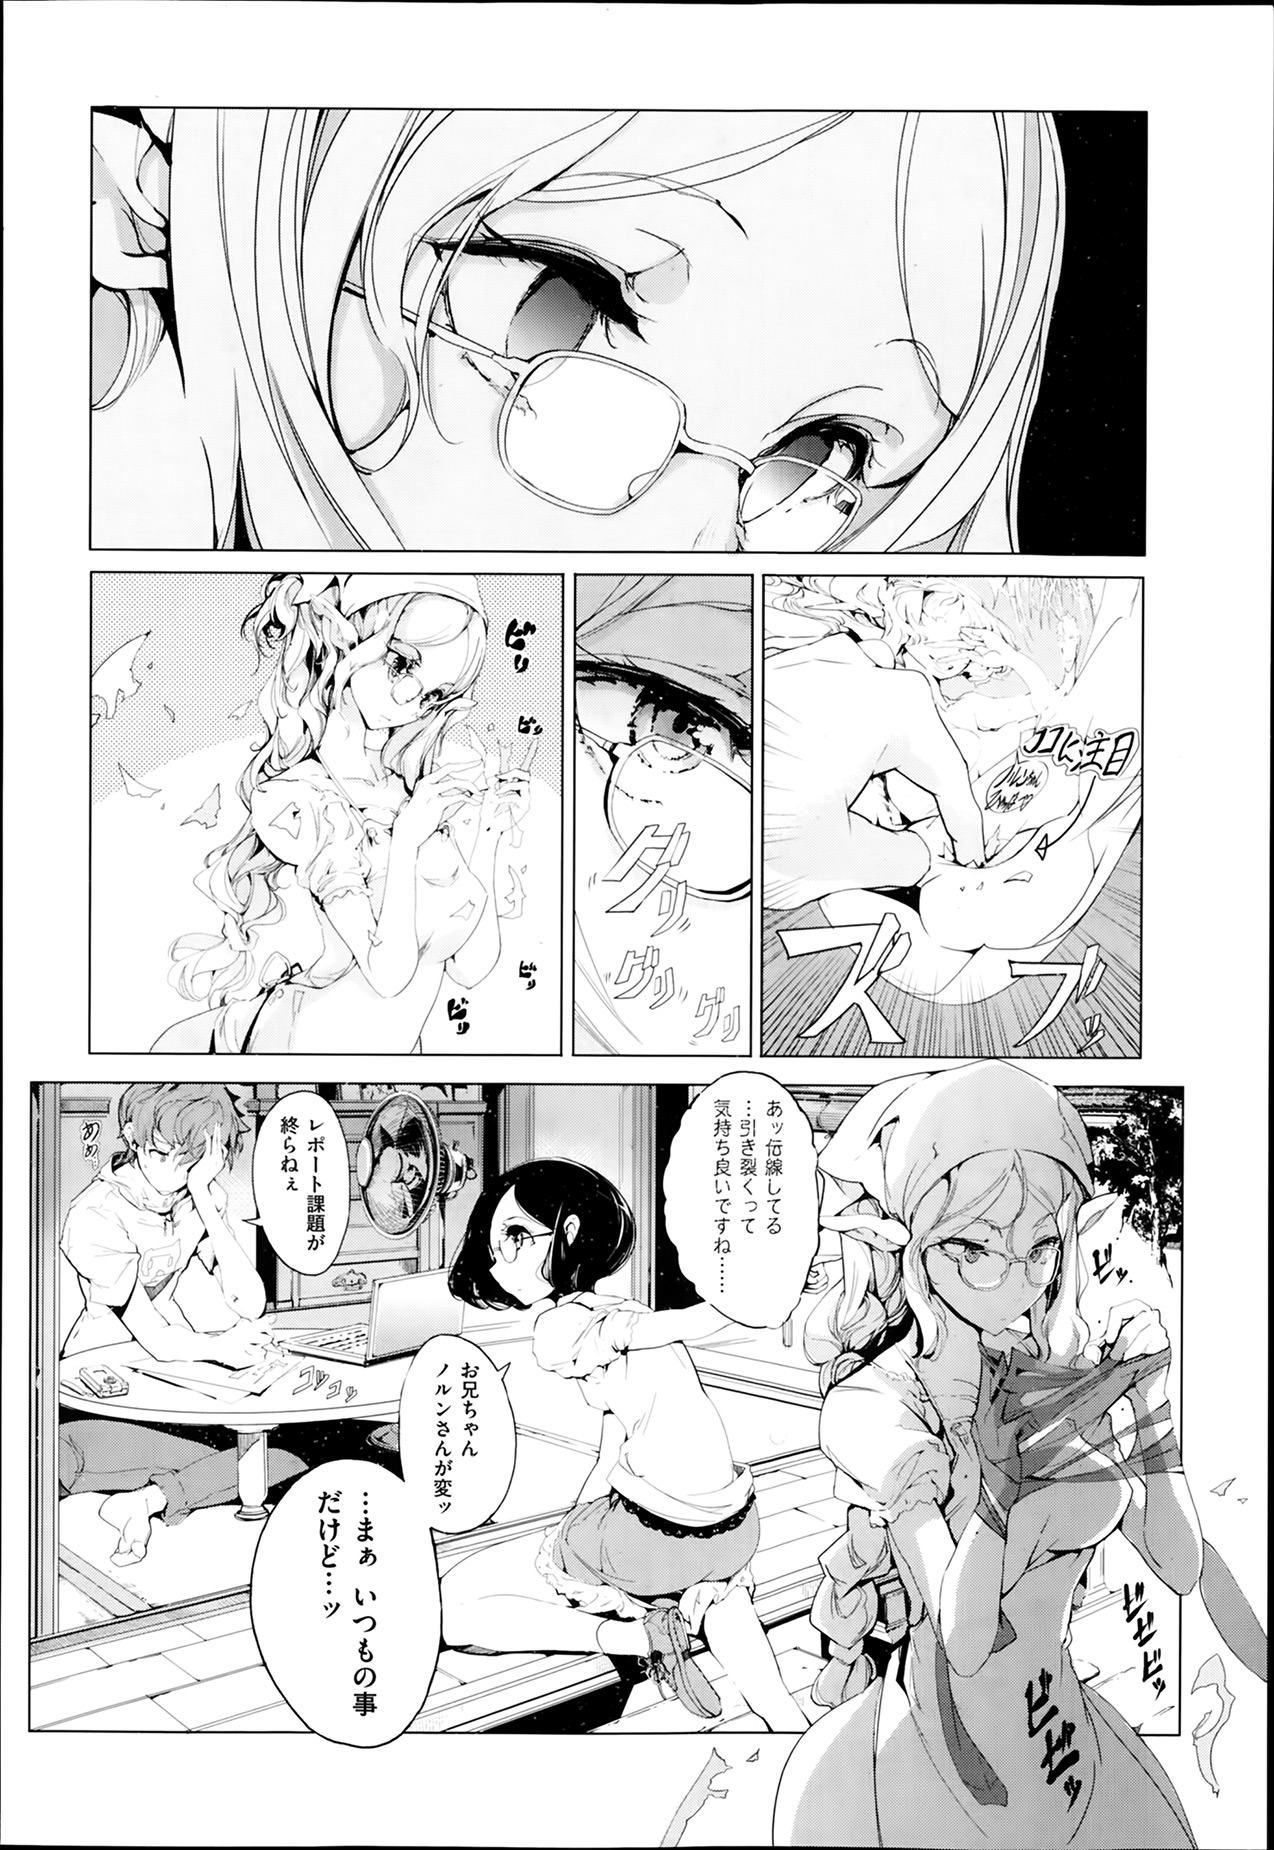 ココに注目
ズブッ
グリグリ
グリ
ビリ
ビッ
ビッ
ビリ
あッ伝線してる
…引き裂くって
気持ち良いですね……
ビッ
レポート課題が
終らねぇ
あぁ…
コッコッ
お兄ちゃん
ノルンさんが変ッ
…まぁ いつもの事
だけど…ッ
ビビビッ
ビビッ